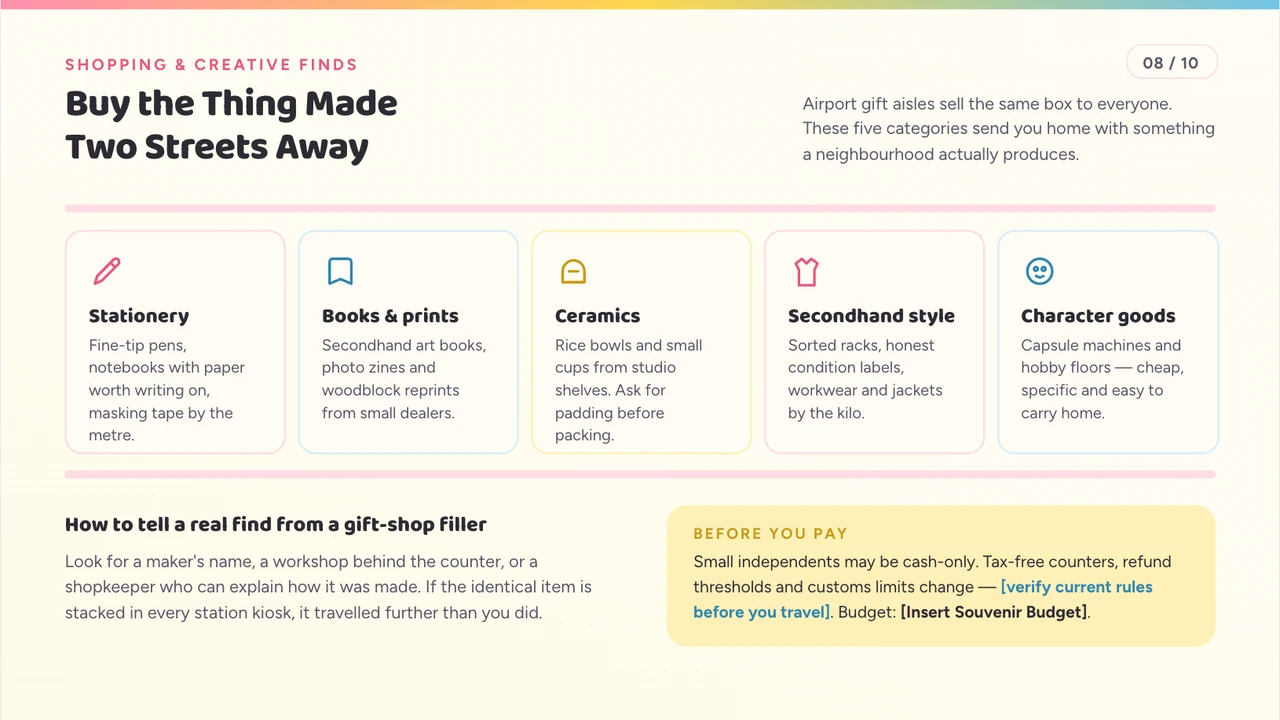 SHOPPING & CREATIVE FINDS
08 / 10
Buy the Thing Made
Two Streets Away
Airport gift aisles sell the same box to everyone.
These five categories send you home with something
a neighbourhood actually produces.
Stationery
Fine-tip pens,
notebooks with paper
worth writing on,
masking tape by the
metre.
Books & prints
Secondhand art books,
photo zines and
woodblock reprints
from small dealers.
Ceramics
Rice bowls and small
cups from studio
shelves. Ask for
padding before
packing.
Secondhand style
Sorted racks, honest
condition labels,
workwear and jackets
by the kilo.
Character goods
Capsule machines and
hobby floors — cheap,
specific and easy to
carry home.
How to tell a real find from a gift-shop filler
Look for a maker's name, a workshop behind the counter, or a
shopkeeper who can explain how it was made. If the identical item is
stacked in every station kiosk, it travelled further than you did.
BEFORE YOU PAY
Small independents may be cash-only. Tax-free counters, refund
thresholds and customs limits change — [verify current rules
before you travel]. Budget: [Insert Souvenir Budget].